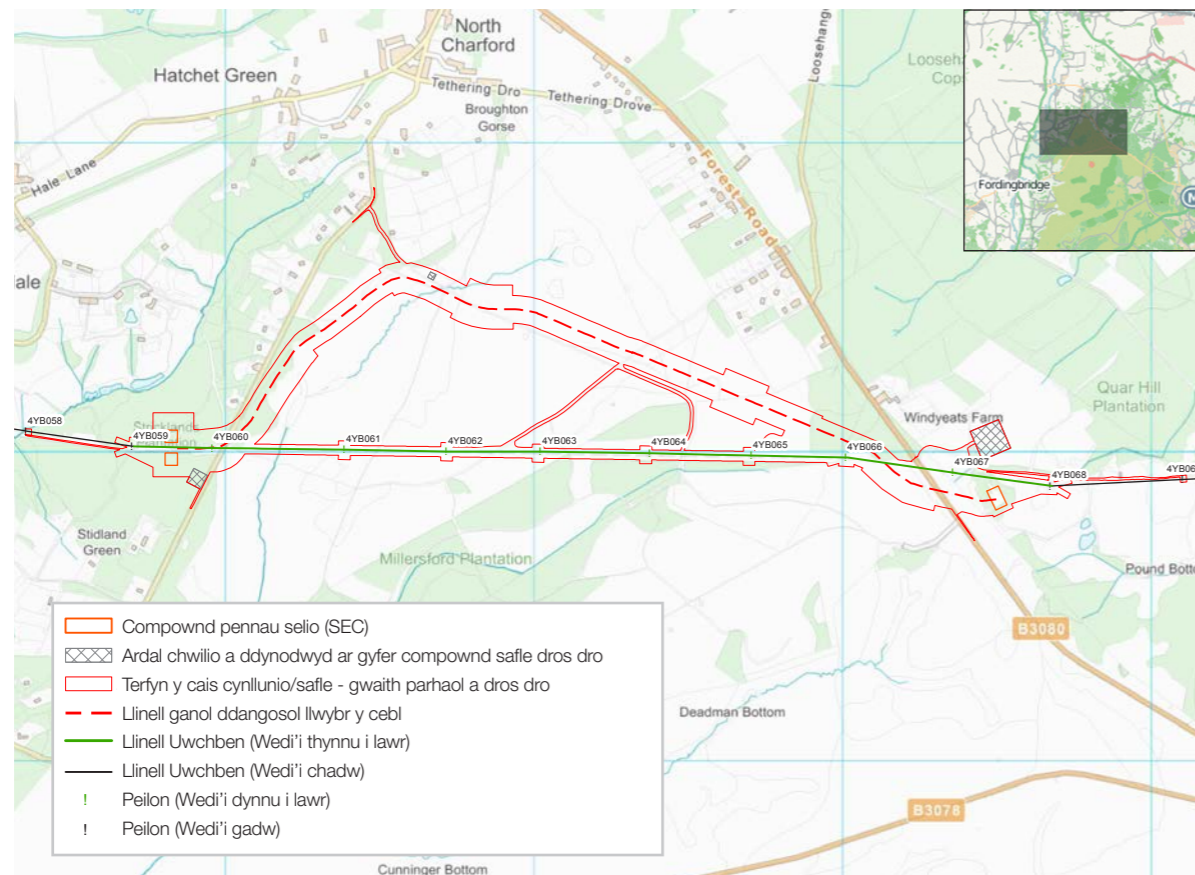 North
Charford
Hatchet Green
Tethering Dro
Tethering Drove
Broughton
Gorse
Hale Lane
Forest Road
Loosehang
Looseha
Cops
Fordingbridge
N
ale
Quar Hill
Plantation
Windyeats Farm
Plantation
4YB058
4YB059
4YB060
4YB061
4YB062
4YB063
4YB064
4YB065
4YB066
4YB067
4YB068
4YB06
Stidland
Green
Millersford Plantation
Pound Botto
B3080
Deadman Bottom
B3078
Cunninger Bottom
Compownd pennau selio (SEC)
Ardal chwilio a ddynodwyd ar gyfer compownd safle dros dro
Terfyn y cais cynllunio/safle - gwaith parhaol a dros dro
Llinell ganol ddangosol llwybr y cebl
Llinell Uwchben (Wedi'i thynnu i lawr)
Llinell Uwchben (Wedi'i chadw)
! Peilon (Wedi'i dynnu i lawr)
! Peilon (Wedi'i gadw)